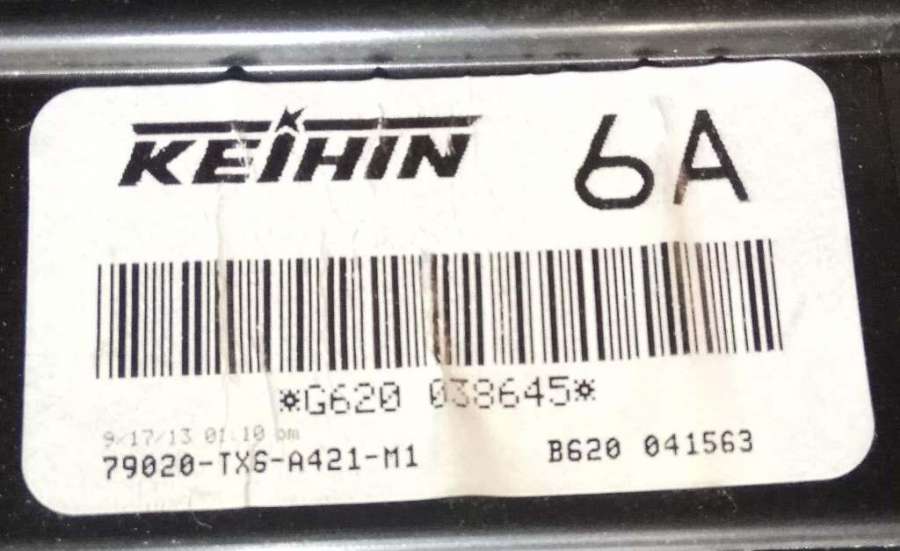 KEIHIN 6A
*G620 038645*
9/17/13 01:10 pm
79020-TX6-A421-M1 B620 041563